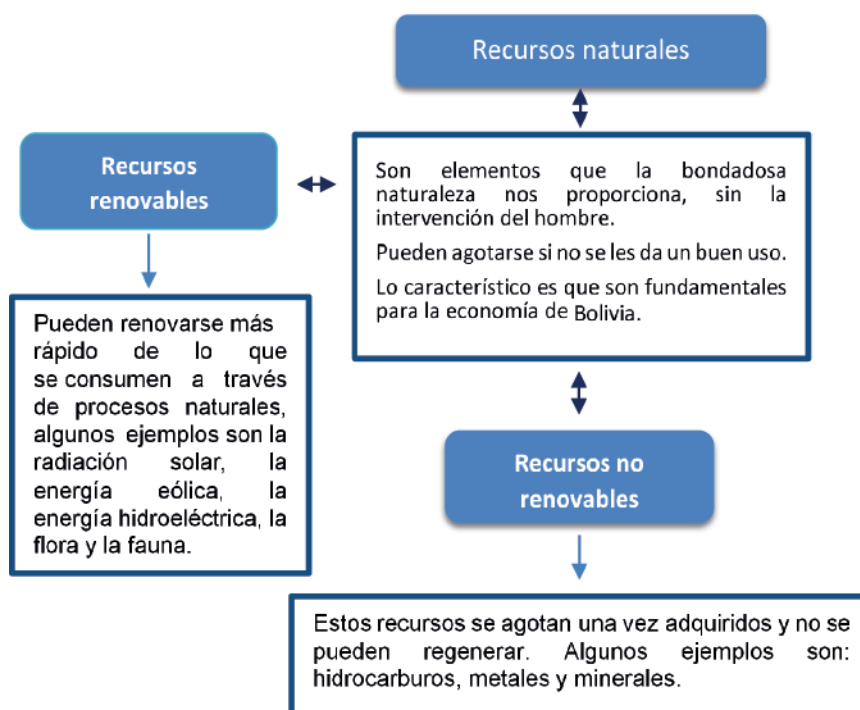 Recursos naturales
Son elementos que la bondadosa
naturaleza nos proporciona, sin la
intervención del hombre.
Pueden agotarse si no se les da un buen uso.
Lo característico es que son fundamentales
para la economía de Bolivia.
Recursos
renovables
Pueden renovarse más
rápido de lo que
se consumen a través
de procesos naturales,
algunos ejemplos son la
radiación solar, la
energía eólica, la
energía hidroeléctrica, la
flora y la fauna.
Recursos no
renovables
Estos recursos se agotan una vez adquiridos y no se
pueden regenerar. Algunos ejemplos son:
hidrocarburos, metales y minerales.